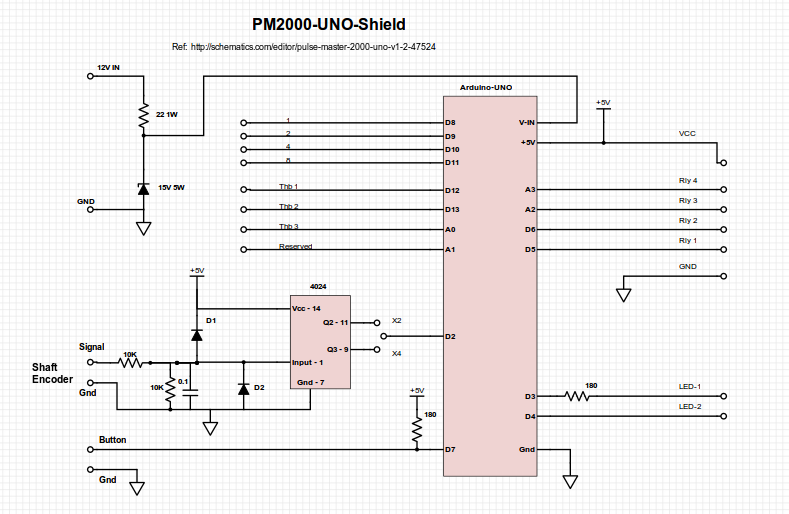 PM2000-UNO-Shield
Ref: http://schematics.com/editor/pulse-master-2000-uno-v1-2-47524
12V IN
22 1W
15V 5W
GND
Arduino-UNO
1
2
4
8
Thb 1
Thb 2
Thb 3
Reserved
D8
D9
D10
D11
D12
D13
A0
A1
D2
D7
V-IN
+5V
A3
A2
D6
D5
D3
D4
Gnd
+5V
VCC
Rly 4
Rly 3
Rly 2
Rly 1
GND
180
LED-1
LED-2
+5V
D1
4024
Vcc - 14
Q2 - 11
Q3 - 9
Input - 1
Gnd - 7
X2
X4
Signal
10K
Shaft
Encoder
10K
0.1
D2
Gnd
+5V
180
Button
Gnd